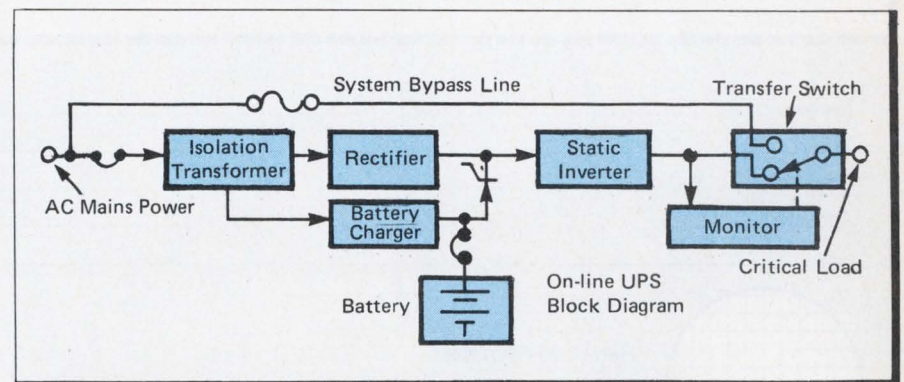 System Bypass Line
Transfer Switch
Isolation
Transformer
Rectifier
Static
Inverter
AC Mains Power
Battery
Charger
Monitor
Critical Load
Battery
On-line UPS
Block Diagram